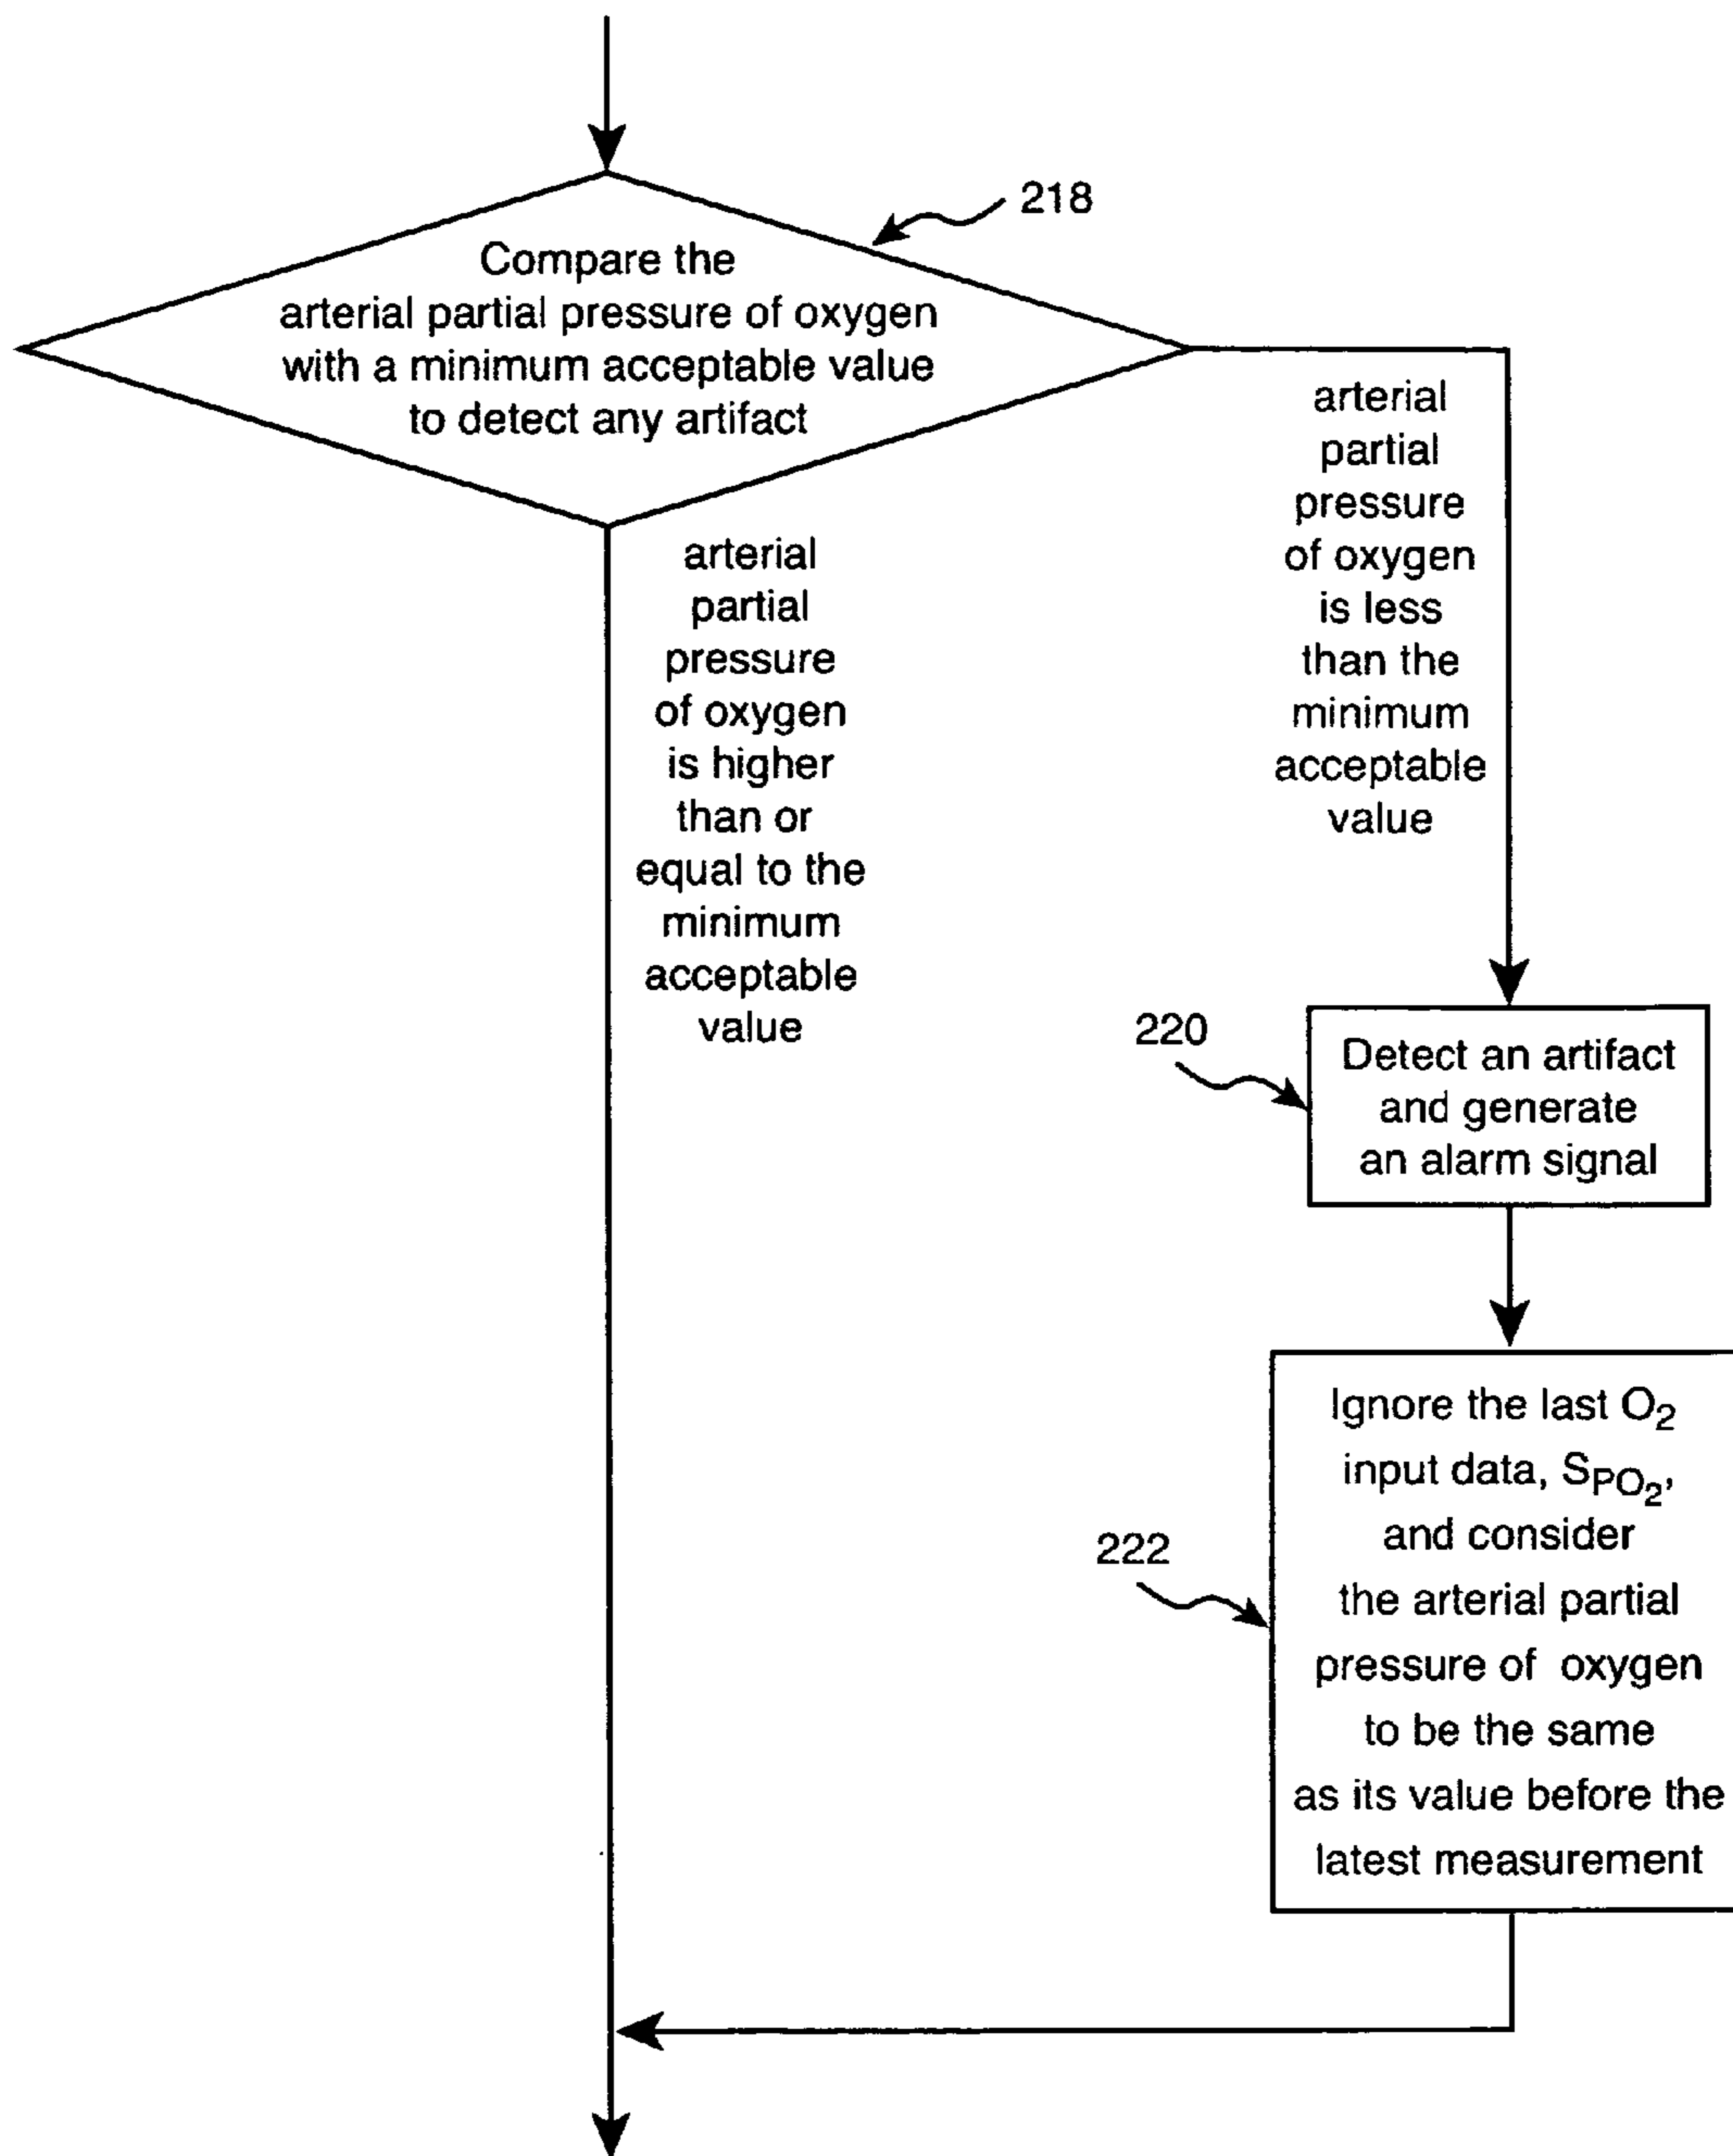 218
Compare the
arterial partial pressure of oxygen
with a minimum acceptable value
to detect any artifact
arterial
partial
pressure
of oxygen
is higher
than or
equal to the
minimum
acceptable
value
arterial
partial
pressure
of oxygen
is less
than the
minimum
acceptable
value
220
Detect an artifact
and generate
an alarm signal
222
Ignore the last O₂
input data, S_PO₂,
and consider
the arterial partial
pressure of oxygen
to be the same
as its value before the
latest measurement